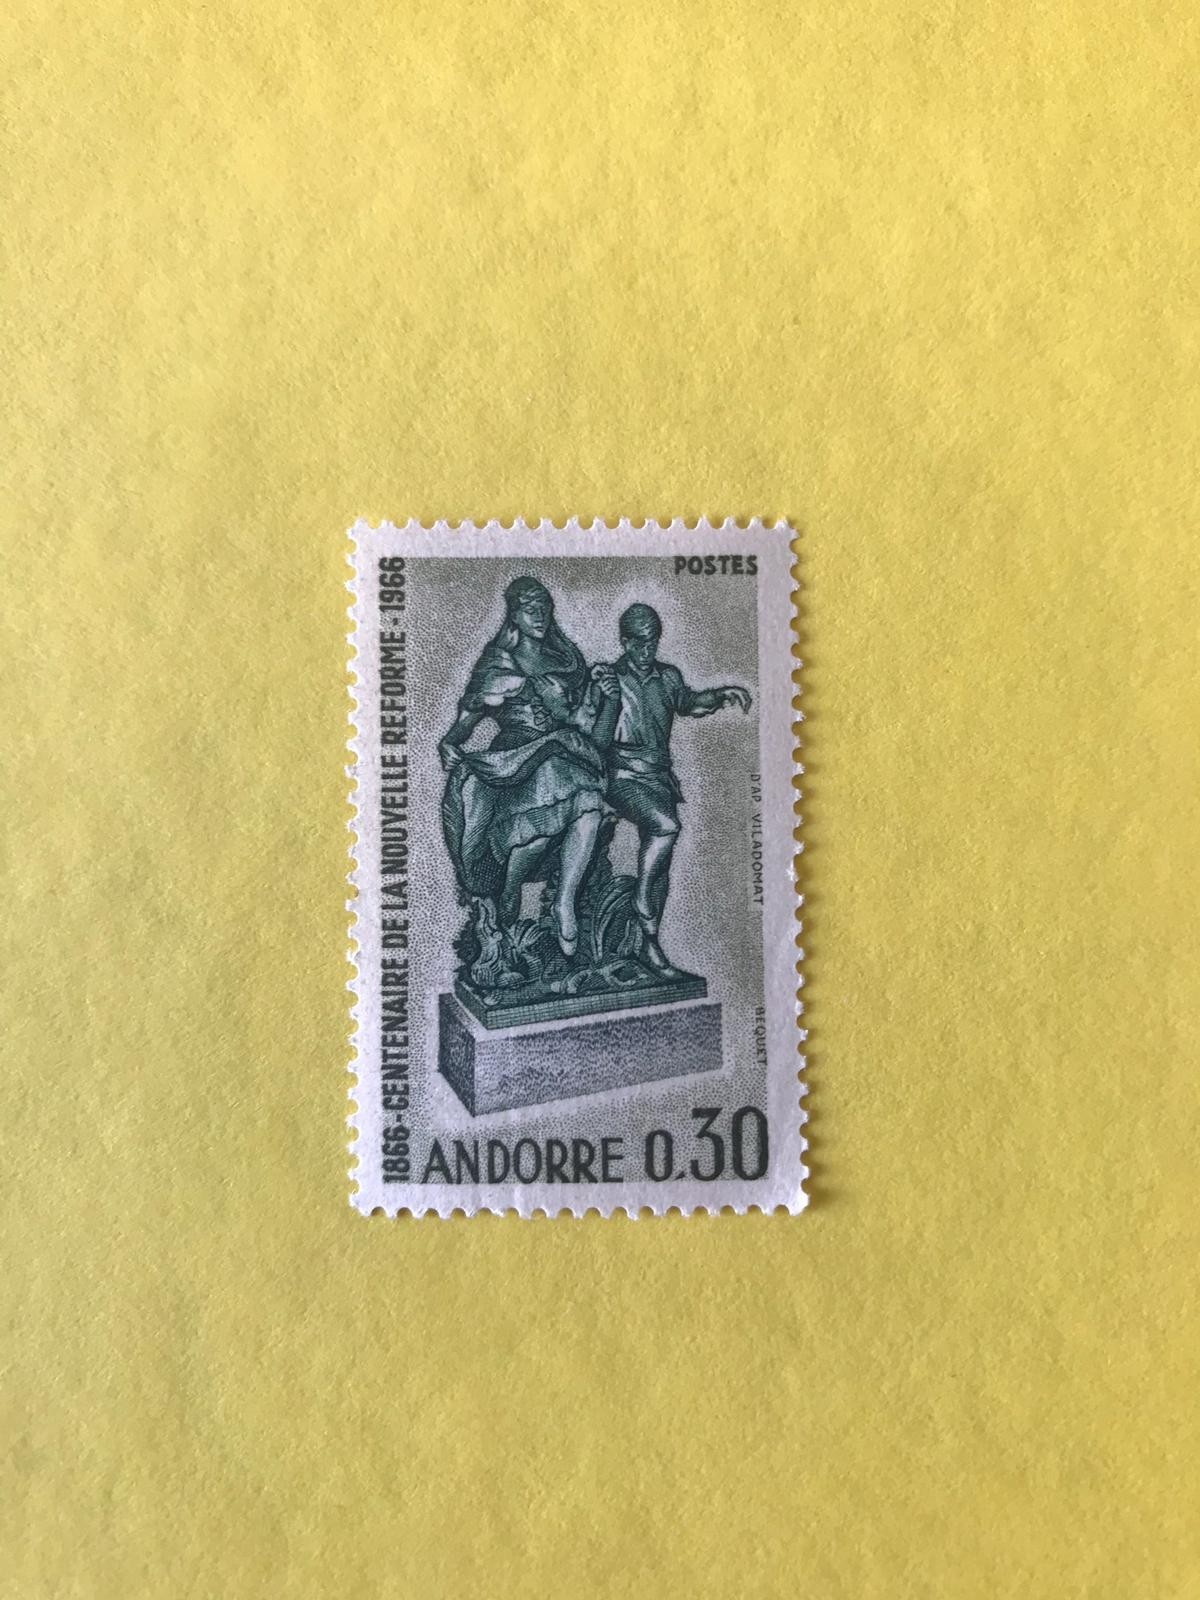 POSTES
1866-CENTENAIRE DE LA NOUVELLE REFORME-1966
D'AP. VILADOMAT
BEQUET
ANDORRE 0.30